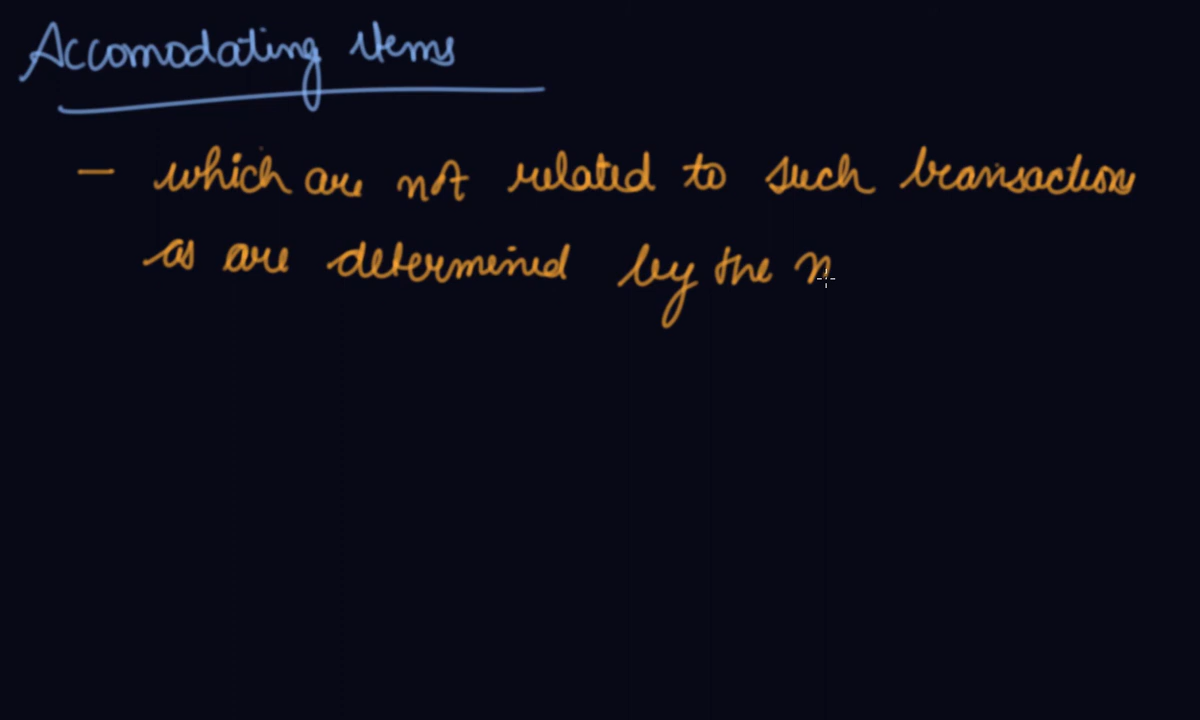 Accomodating Items
- which are not related to such transactions
as are determined by the n